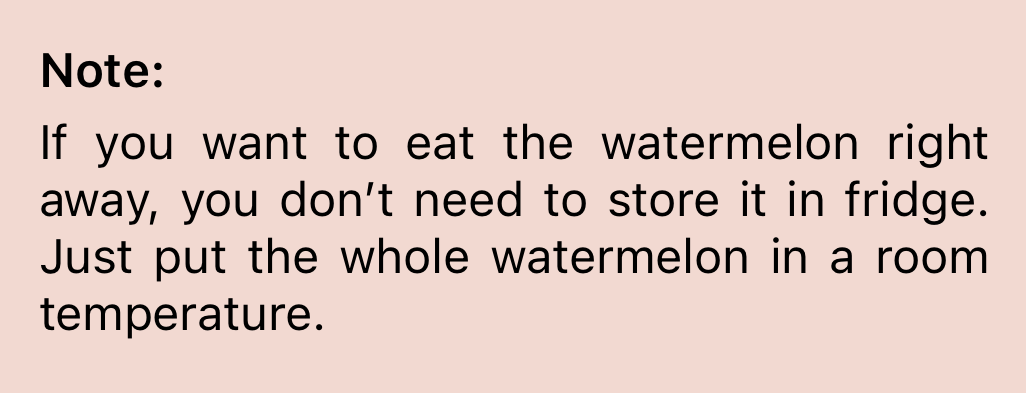 Note:
If you want to eat the watermelon right
away, you don’t need to store it in fridge.
Just put the whole watermelon in a room
temperature.